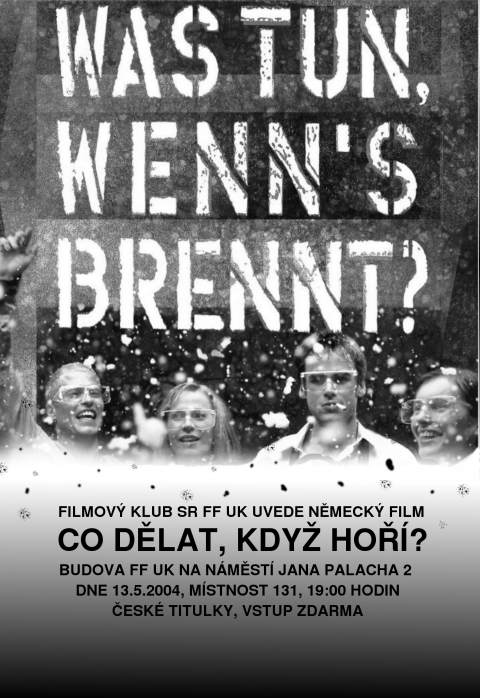 WAS TUN,
WENN'S
BRENNT?
FILMOVÝ KLUB SR FF UK UVEDE NĚMECKÝ FILM
CO DĚLAT, KDYŽ HOŘÍ?
BUDOVA FF UK NA NÁMĚSTÍ JANA PALACHA 2
DNE 13.5.2004, MÍSTNOST 131, 19:00 HODIN
ČESKÉ TITULKY, VSTUP ZDARMA